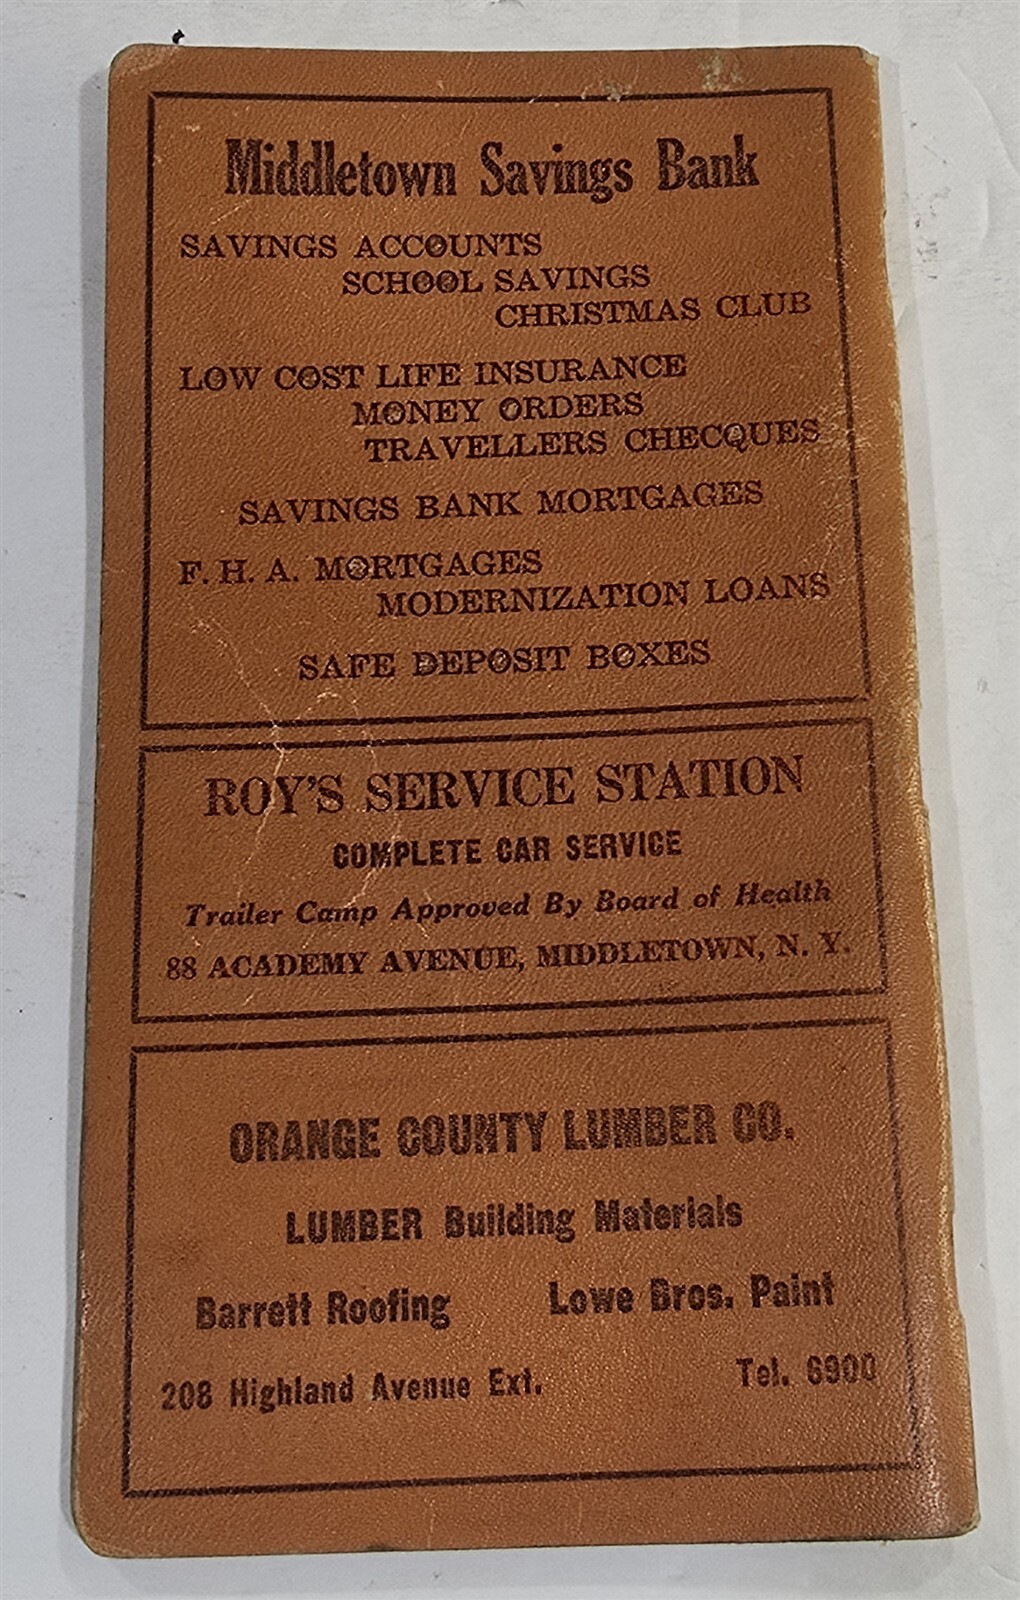 Middletown Savings Bank
SAVINGS ACCOUNTS
SCHOOL SAVINGS
CHRISTMAS CLUB
LOW COST LIFE INSURANCE
MONEY ORDERS
TRAVELLERS CHECQUES
SAVINGS BANK MORTGAGES
F. H. A. MORTGAGES
MODERNIZATION LOANS
SAFE DEPOSIT BOXES
ROY'S SERVICE STATION
COMPLETE CAR SERVICE
Trailer Camp Approved By Board of Health
88 ACADEMY AVENUE, MIDDLETOWN, N. Y.
ORANGE COUNTY LUMBER CO.
LUMBER Building Materials
Barrett Roofing Lowe Bros. Paint
208 Highland Avenue Ext. Tel. 6900